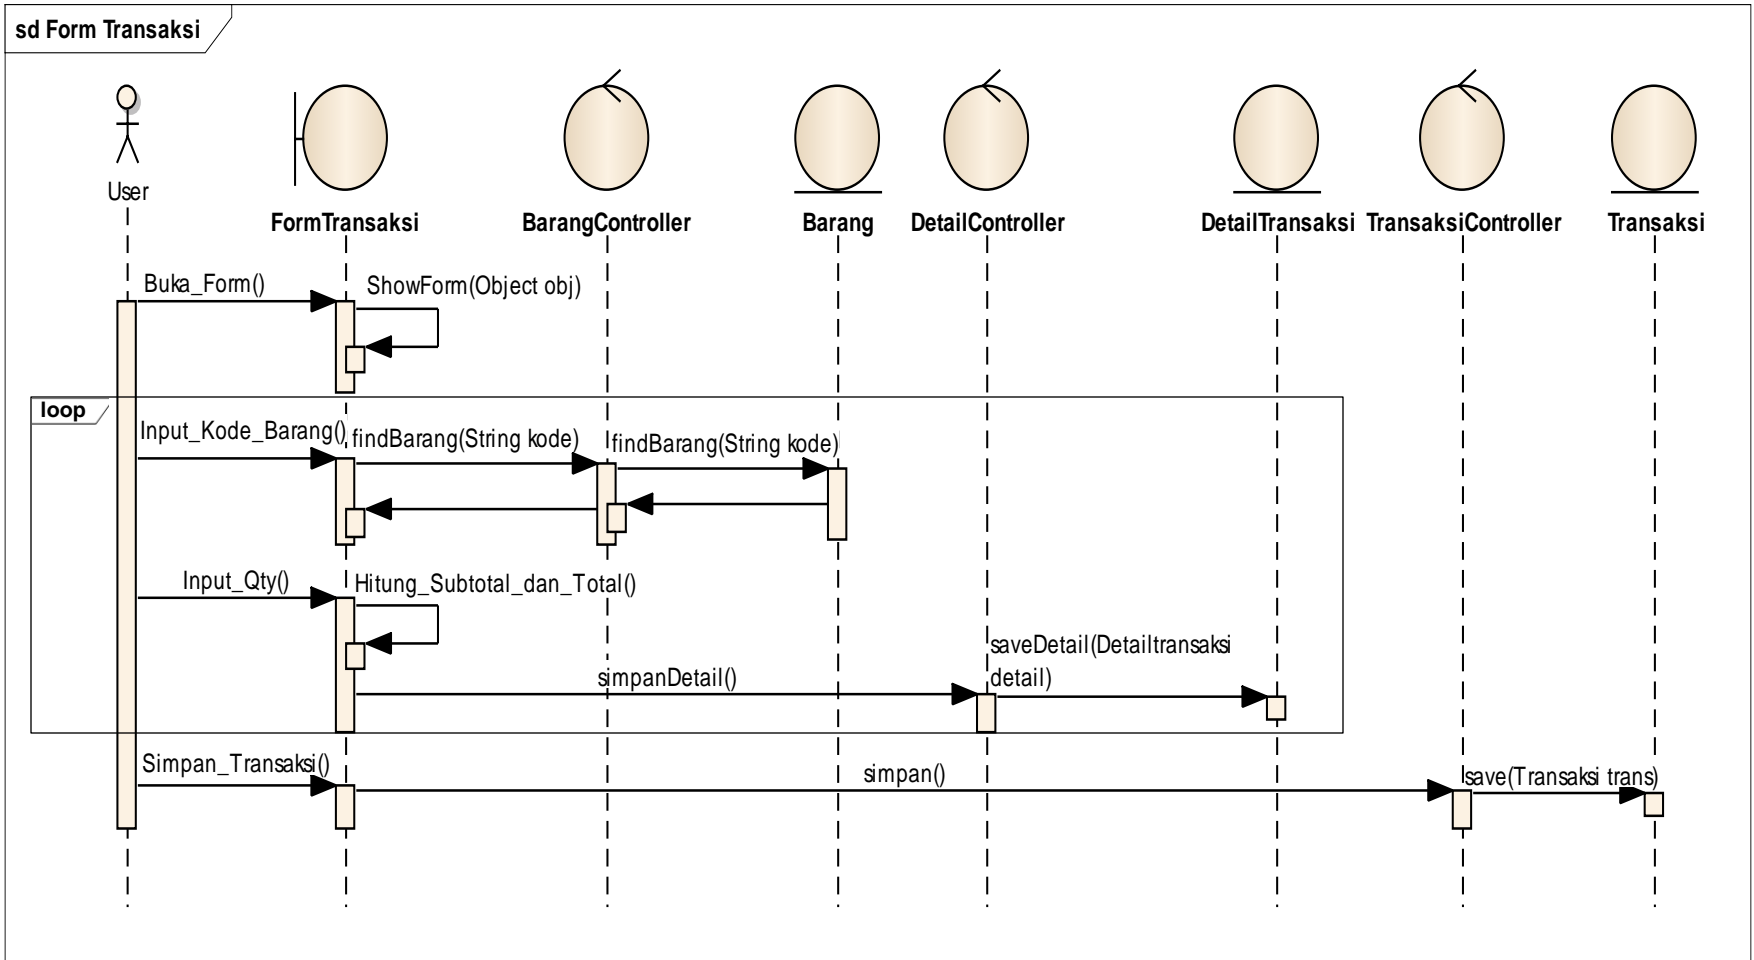 sd Form Transaksi
User
FormTransaksi
BarangController
Barang
DetailController
DetailTransaksi
TransaksiController
Transaksi
Buka_Form()
ShowForm(Object obj)
loop
Input_Kode_Barang()
findBarang(String kode)
findBarang(String kode)
Input_Qty()
Hitung_Subtotal_dan_Total()
simpanDetail()
saveDetail(Detailtransaksi
detail)
Simpan_Transaksi()
simpan()
save(Transaksi trans)